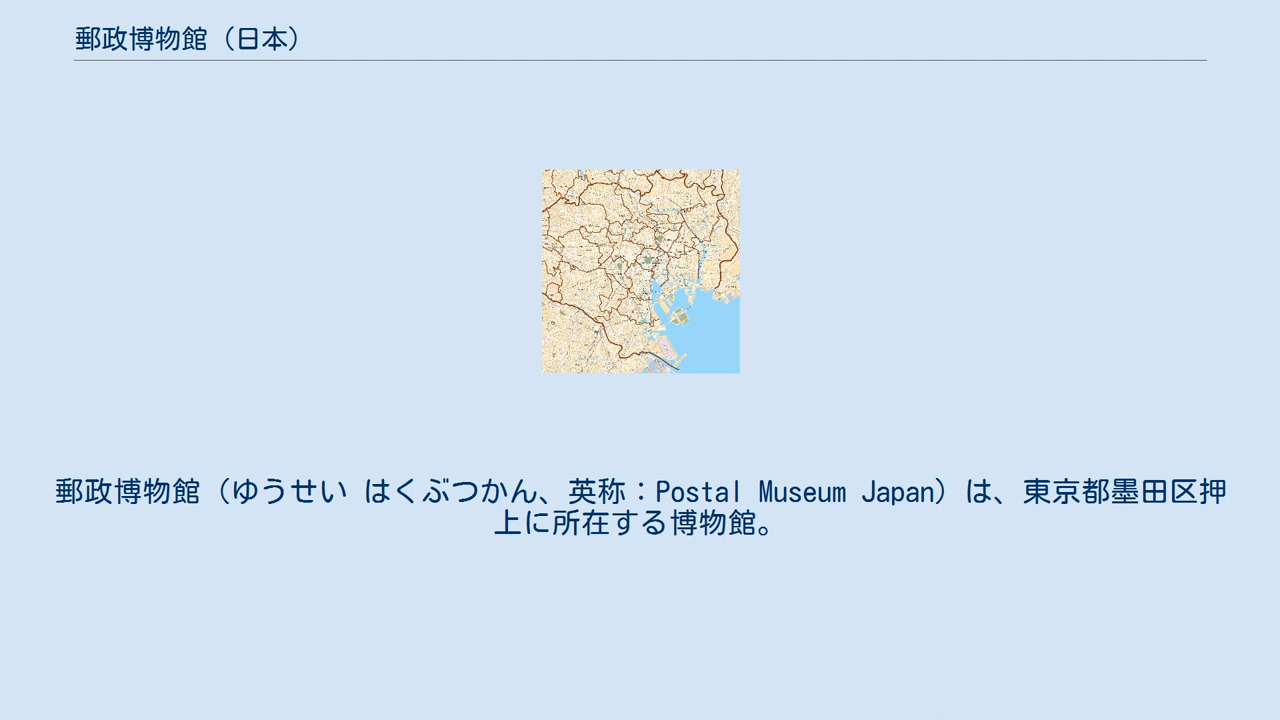 郵政博物館（日本）
郵政博物館（ゆうせい はくぶつかん、英称：Postal Museum Japan）は、東京都墨田区押
上に所在する博物館。